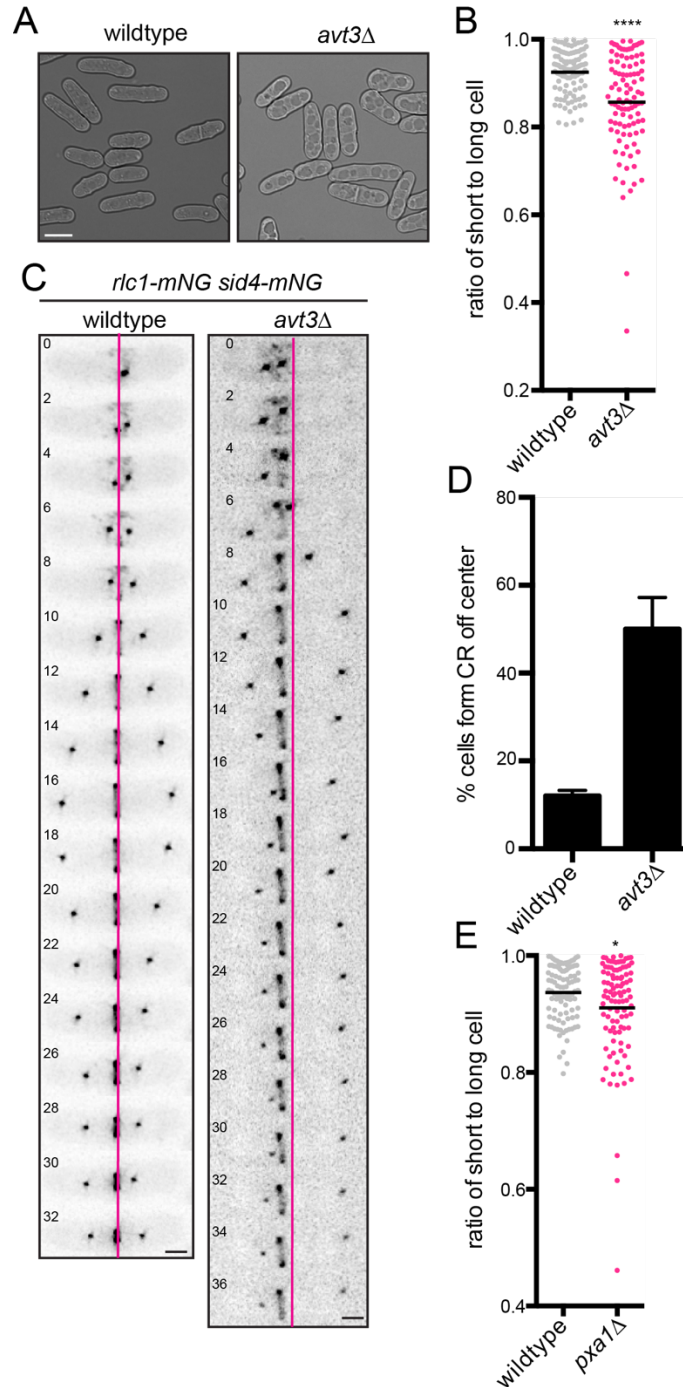 A
wildtype
avt3Δ
B
****
ratio of short to long cell
1.0
0.8
0.6
0.4
0.2
wildtype
avt3Δ
C
rlc1-mNG sid4-mNG
wildtype
avt3Δ
0
2
4
6
8
10
12
14
16
18
20
22
24
26
28
30
32
0
2
4
6
8
10
12
14
16
18
20
22
24
26
28
30
32
34
36
D
% cells form CR off center
80
60
40
20
0
wildtype
avt3Δ
E
*
ratio of short to long cell
1.0
0.8
0.6
0.4
wildtype
pxa1Δ